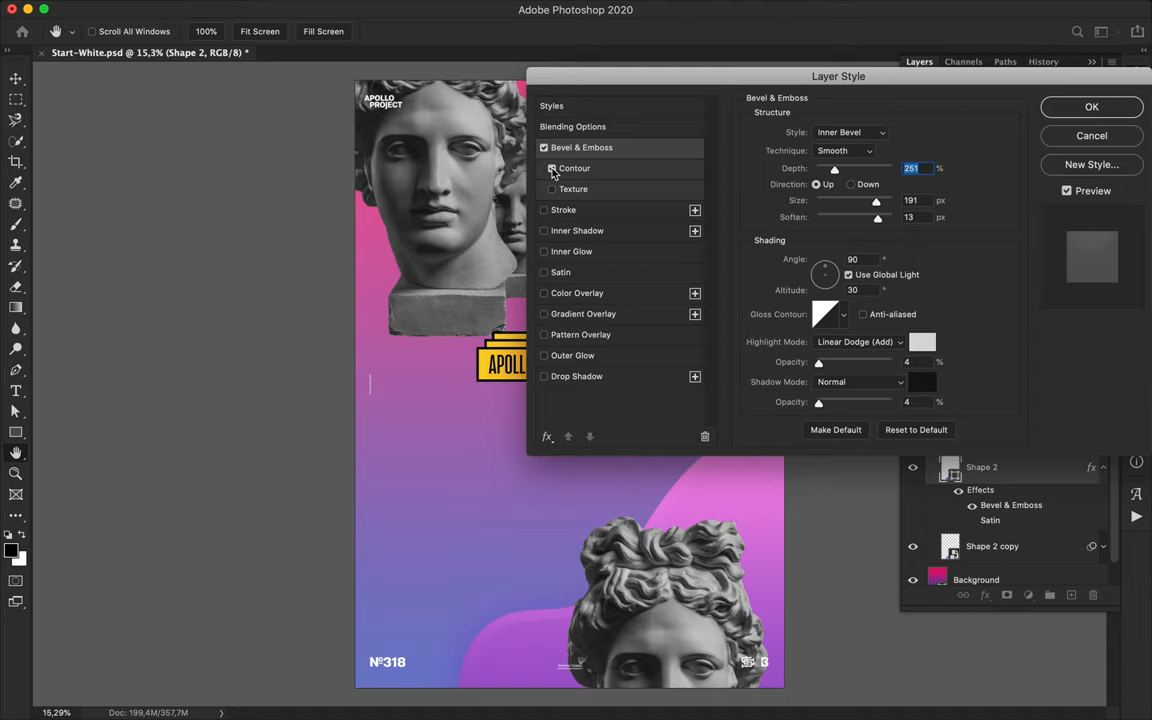 Adobe Photoshop 2020
Scroll All Windows
100%
Fit Screen
Fill Screen
Start-White.psd @ 15,3% (Shape 2, RGB/8) *
Layers
Channels
Paths
History
Layer Style
Styles
Blending Options
Bevel & Emboss
Contour
Texture
Stroke
Inner Shadow
Inner Glow
Satin
Color Overlay
Gradient Overlay
Pattern Overlay
Outer Glow
Drop Shadow
fx
Bevel & Emboss
Structure
Style: Inner Bevel
Technique: Smooth
Depth: 251 %
Direction: Up Down
Size: 191 px
Soften: 13 px
Shading
Angle: 90 °
Use Global Light
Altitude: 30 °
Gloss Contour: Anti-aliased
Highlight Mode: Linear Dodge (Add)
Opacity: 4 %
Shadow Mode: Normal
Opacity: 4 %
Make Default
Reset to Default
OK
Cancel
New Style...
Preview
APOLLO
PROJECT
APOLL
Nº318
B
Shape 2
fx
Effects
Bevel & Emboss
Satin
Shape 2 copy
Background
fx
15,29%
Doc: 199,4M/357,7M